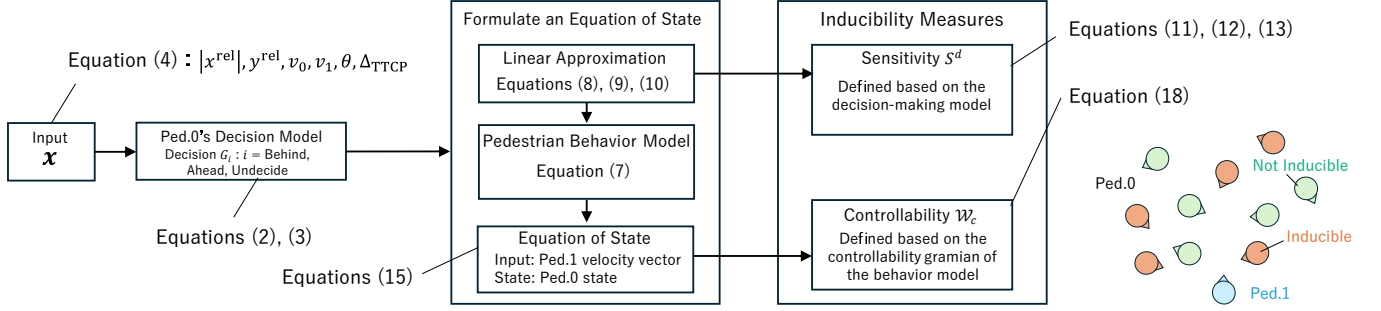 Equation (4) : |x^rel|, y^rel, v₀, v₁, θ, Δ_TTCP
Input
x
Ped.0's Decision Model
Decision G_i : i = Behind,
Ahead, Undecide
Equations (2), (3)
Formulate an Equation of State
Linear Approximation
Equations (8), (9), (10)
Pedestrian Behavior Model
Equation (7)
Equation of State
Input: Ped.1 velocity vector
State: Ped.0 state
Equations (15)
Inducibility Measures
Sensitivity S^d
Defined based on the
decision-making model
Controllability 𝒲_c
Defined based on the
controllability gramian of
the behavior model
Equations (11), (12), (13)
Equation (18)
Ped.0
Not Inducible
Inducible
Ped.1